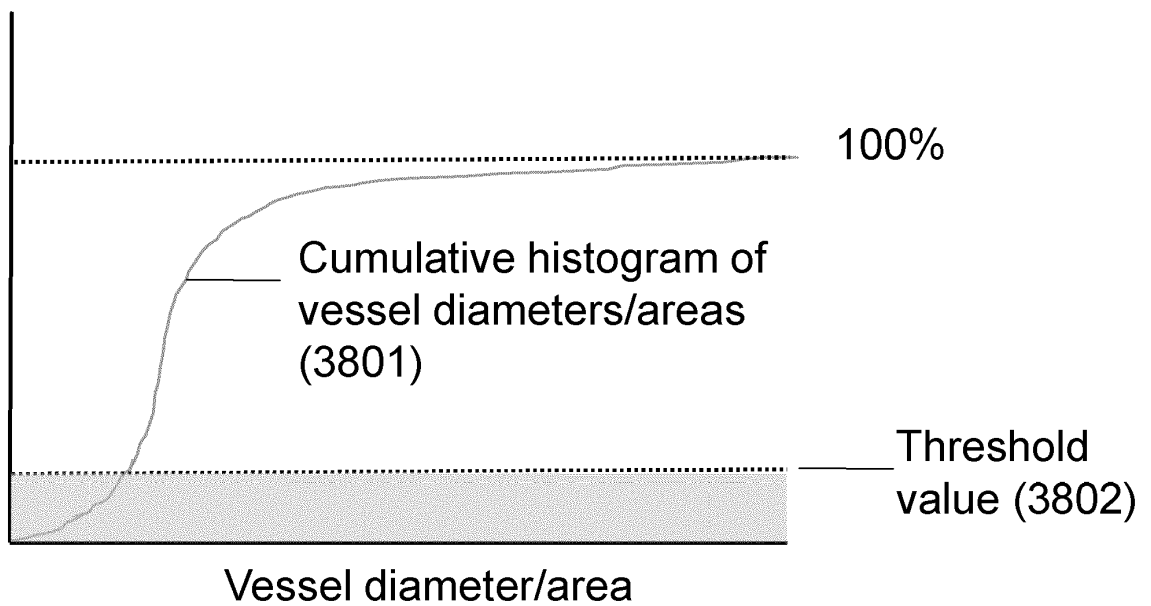 100%
Cumulative histogram of
vessel diameters/areas
(3801)
Threshold
value (3802)
Vessel diameter/area